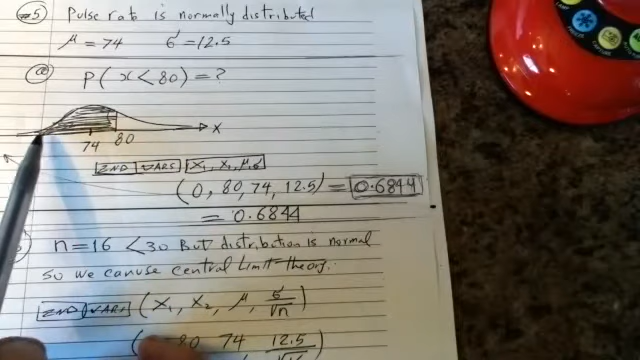 5) Pulse rate is normally distributed
μ = 74 σ = 12.5
(a) P(x < 80) = ?
74 80 x
2ND VARS X₁, X₂, μ, σ
(0, 80, 74, 12.5) = 0.6844
= 0.6844
n = 16 < 30 But distribution is normal
so we can use central Limit theory.
2ND VARS (X₁, X₂, μ, σ/√n)
80 74 12.5